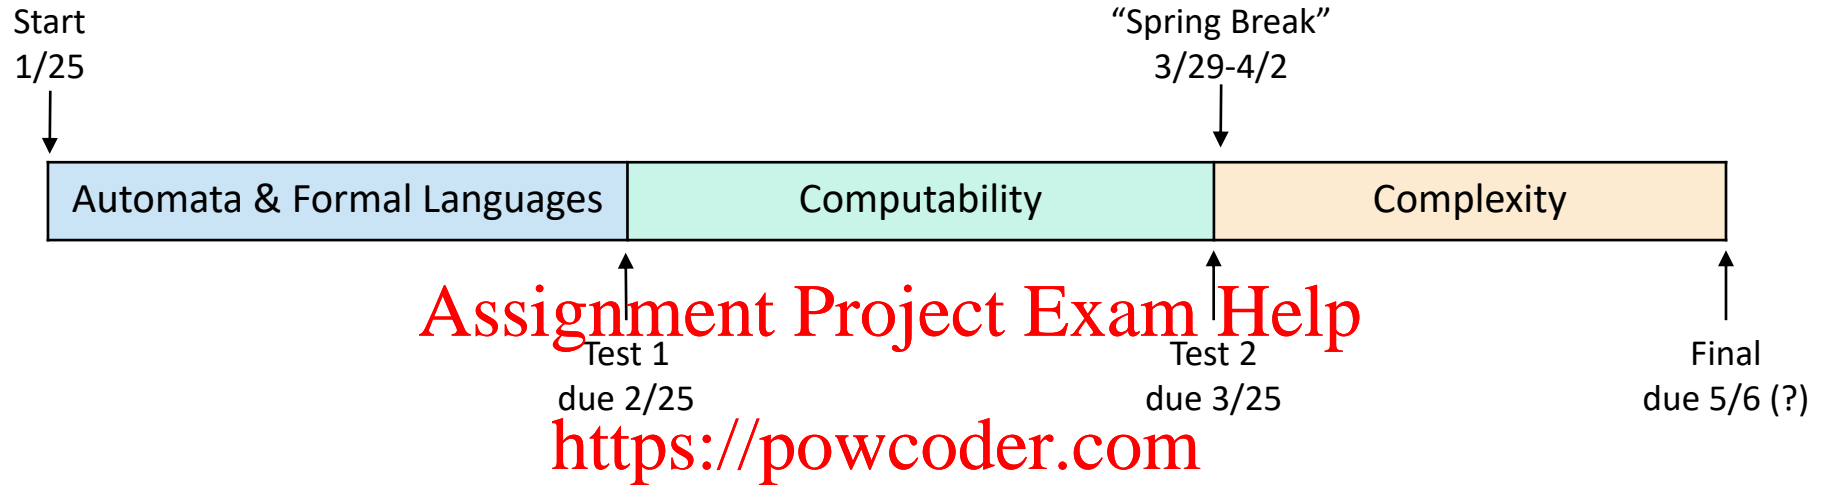 Start
1/25
“Spring Break”
3/29-4/2
Automata & Formal Languages
Computability
Complexity
Assignment Project Exam Help
Test 1
due 2/25
Test 2
due 3/25
Final
due 5/6 (?)
https://powcoder.com